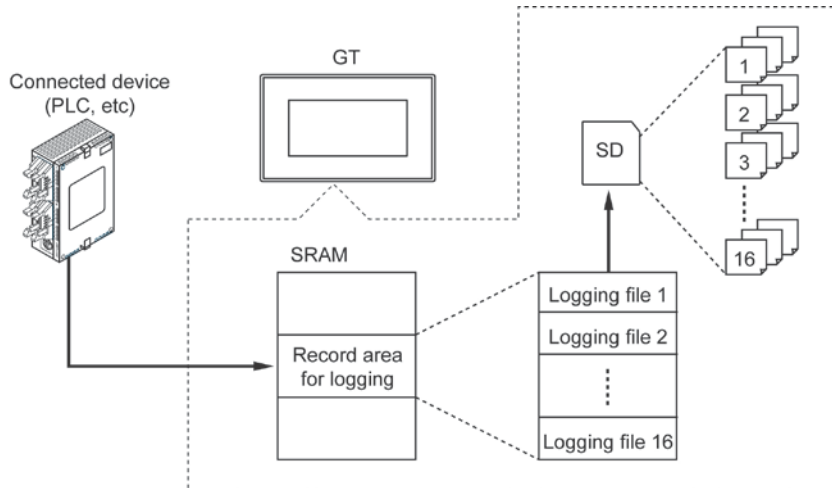 GT
Connected device
(PLC, etc)
1
2
SD
3
16
SRAM
Logging file 1
Logging file 2
Record area
for logging
Logging file 16